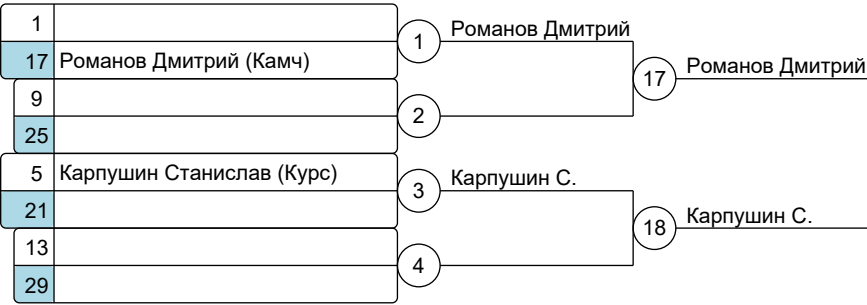 1
1 Романов Дмитрий
17 Романов Дмитрий (Камч)
17 Романов Дмитрий
9
2
25
5 Карпушин Станислав (Курс)
3 Карпушин С.
21
18 Карпушин С.
13
4
29